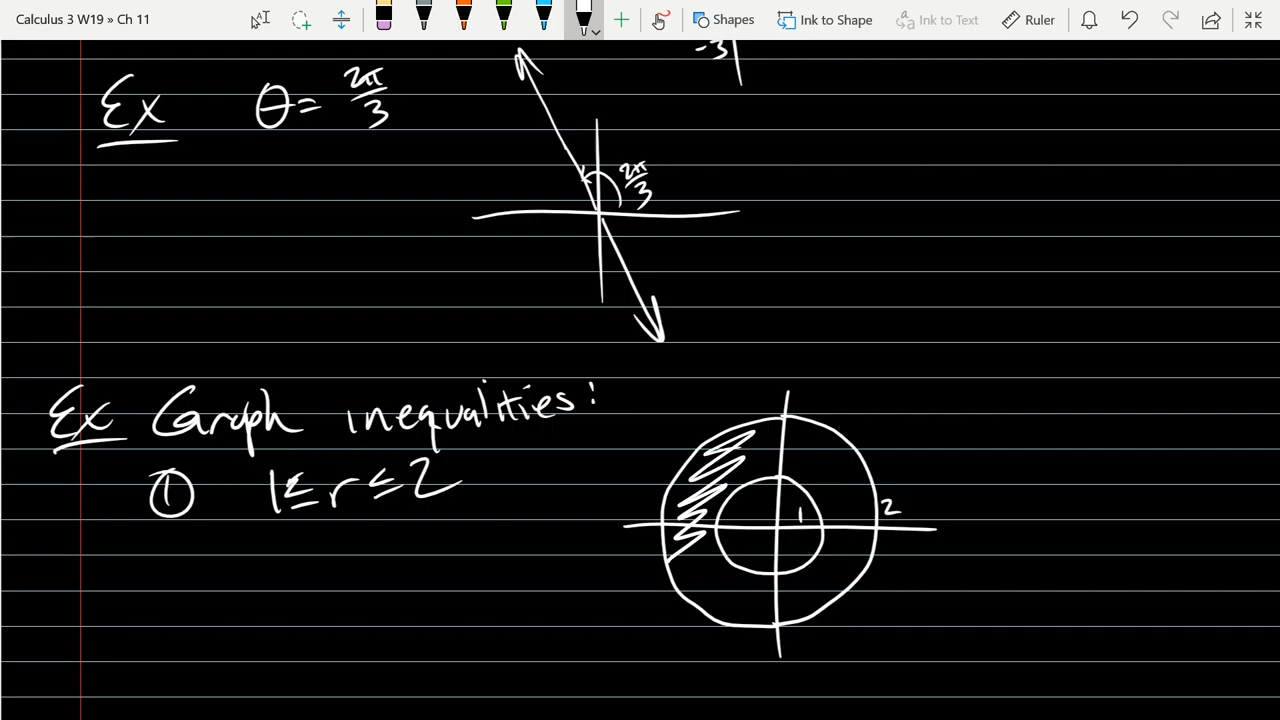 Calculus 3 W19 » Ch 11
Shapes
Ink to Shape
Ink to Text
Ruler
-3
Ex θ = 2π/3
2π/3
Ex Graph inequalities:
① 1 ≤ r ≤ 2
1
2